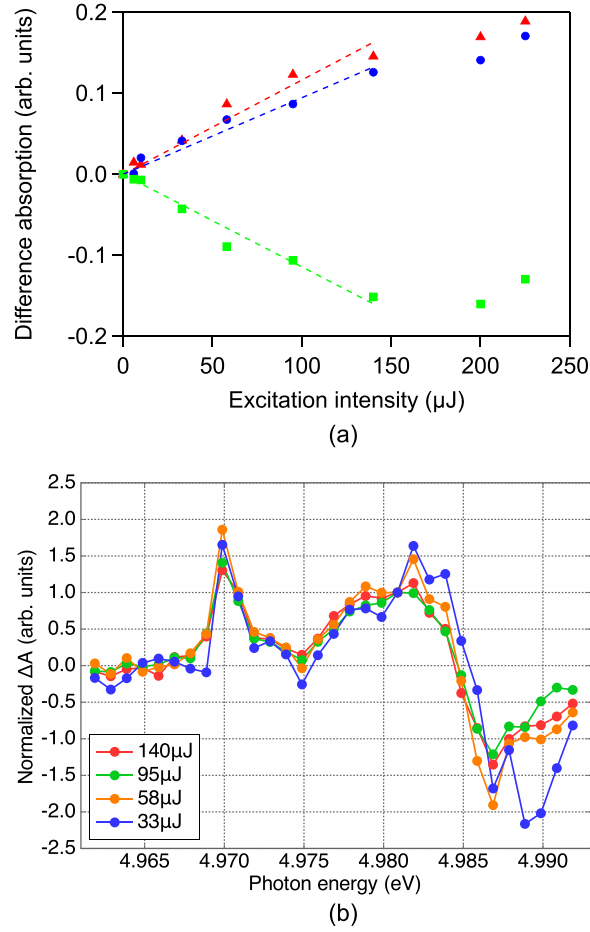 0.2
0.1
0.0
-0.1
-0.2
Difference absorption (arb. units)
0 50 100 150 200 250
Excitation intensity (µJ)
(a)
2.5
2.0
1.5
1.0
0.5
0.0
-0.5
-1.0
-1.5
-2.0
-2.5
Normalized ΔA (arb. units)
140µJ
95µJ
58µJ
33µJ
4.965 4.970 4.975 4.980 4.985 4.990
Photon energy (eV)
(b)